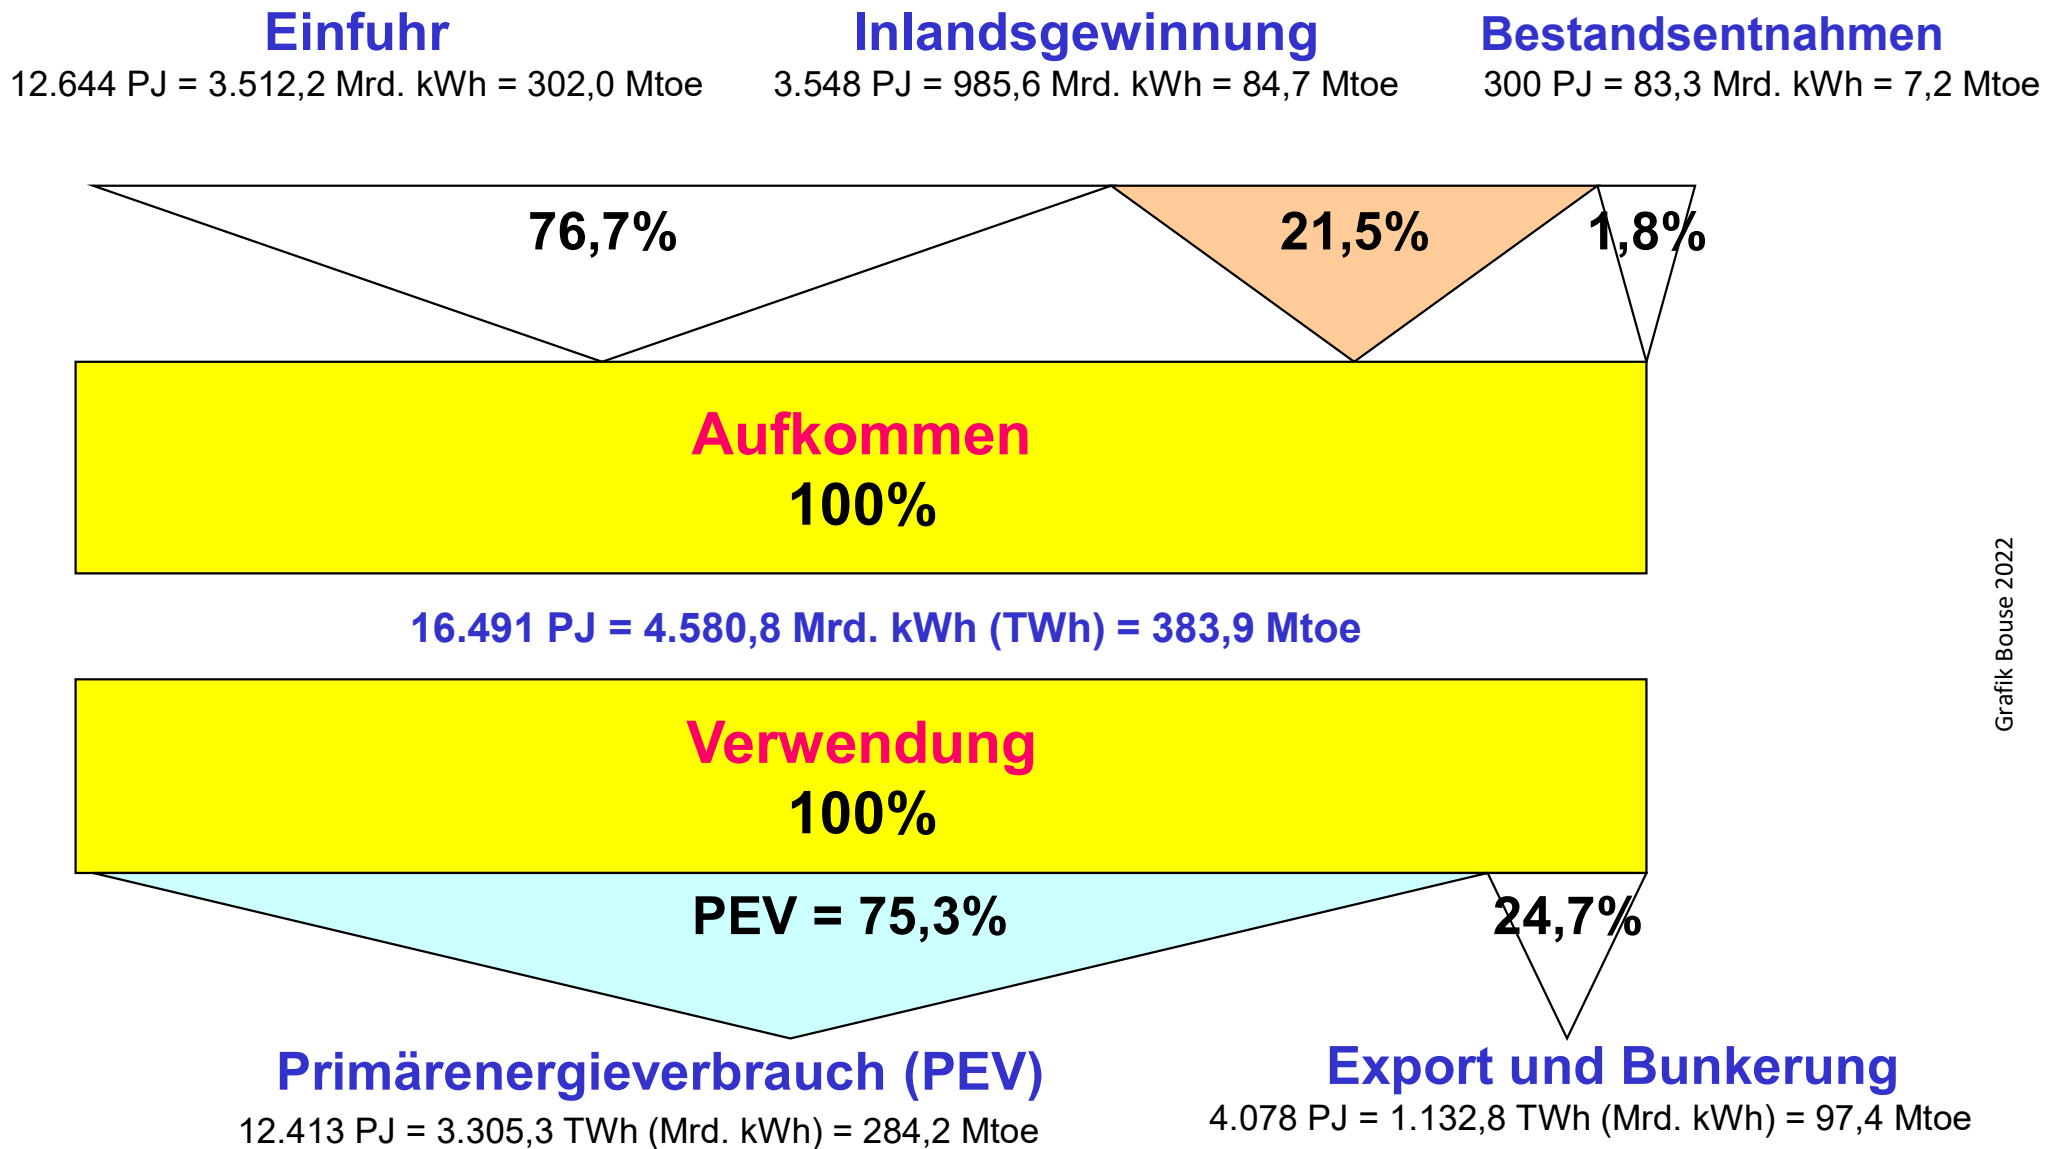 Einfuhr
12.644 PJ = 3.512,2 Mrd. kWh = 302,0 Mtoe
Inlandsgewinnung
3.548 PJ = 985,6 Mrd. kWh = 84,7 Mtoe
Bestandsentnahmen
300 PJ = 83,3 Mrd. kWh = 7,2 Mtoe
76,7%
21,5%
1,8%
Aufkommen
100%
16.491 PJ = 4.580,8 Mrd. kWh (TWh) = 383,9 Mtoe
Grafik Bouse 2022
Verwendung
100%
PEV = 75,3%
24,7%
Primärenergieverbrauch (PEV)
12.413 PJ = 3.305,3 TWh (Mrd. kWh) = 284,2 Mtoe
Export und Bunkerung
4.078 PJ = 1.132,8 TWh (Mrd. kWh) = 97,4 Mtoe